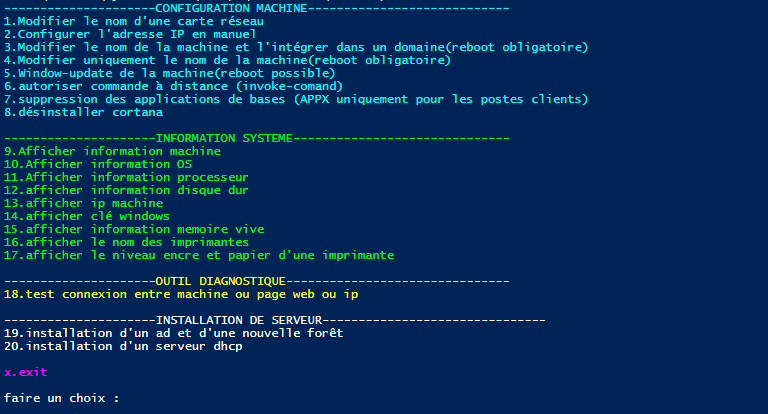 ---------------------CONFIGURATION MACHINE----------------------------
1.Modifier le nom d'une carte réseau
2.Configurer l'adresse IP en manuel
3.Modifier le nom de la machine et l'intégrer dans un domaine(reboot obligatoire)
4.Modifier uniquement le nom de la machine(reboot obligatoire)
5.Window-update de la machine(reboot possible)
6.autoriser commande à distance (invoke-comand)
7.suppression des applications de bases (APPX uniquement pour les postes clients)
8.désinstaller cortana
---------------------INFORMATION SYSTEME------------------------------
9.Afficher information machine
10.Afficher information OS
11.Afficher information processeur
12.afficher information disque dur
13.afficher ip machine
14.afficher clé windows
15.afficher information memoire vive
16.afficher le nom des imprimantes
17.afficher le niveau encre et papier d'une imprimante
---------------------OUTIL DIAGNOSTIQUE-------------------------------
18.test connexion entre machine ou page web ou ip
---------------------INSTALLATION DE SERVEUR-------------------------------
19.installation d'un ad et d'une nouvelle forêt
20.installation d'un serveur dhcp
x.exit
faire un choix :